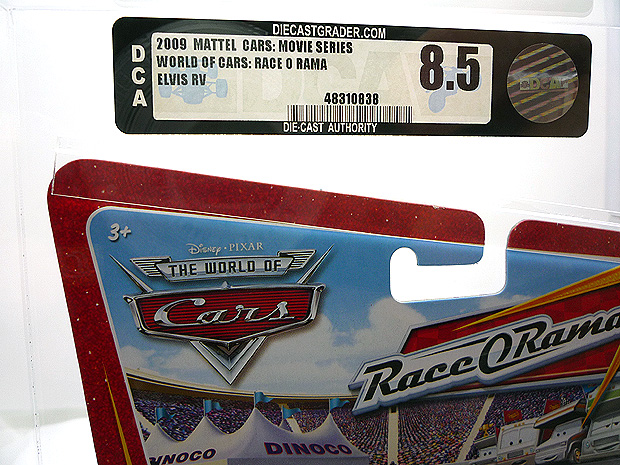 DIECASTGRADER.COM
DCA
2009 MATTEL CARS: MOVIE SERIES
WORLD OF CARS: RACE O RAMA
ELVIS RV
8.5
48310838
DIE-CAST AUTHORITY
3+
Disney · PIXAR
THE WORLD OF
Cars
Race O Rama
DINOCO